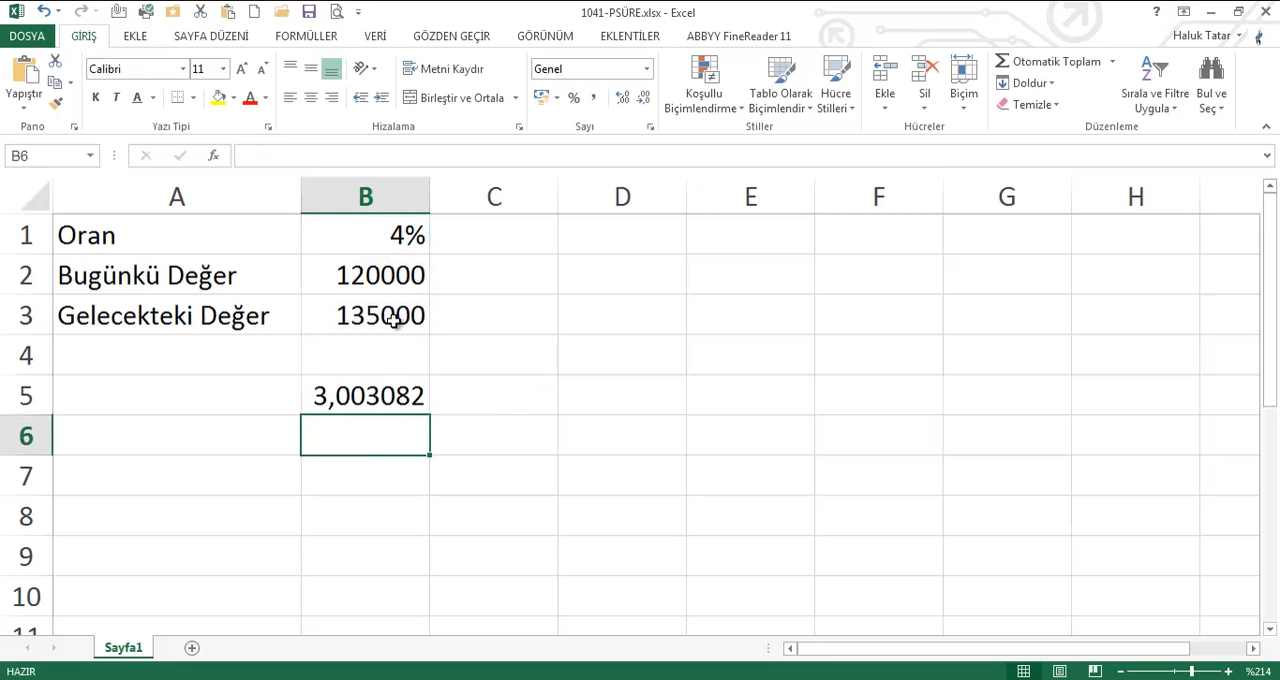 1041-PSÜRE.xlsx - Excel
DOSYA GİRİŞ EKLE SAYFA DÜZENİ FORMÜLLER VERİ GÖZDEN GEÇİR GÖRÜNÜM EKLENTİLER ABBYY FineReader 11 Haluk Tatar
Yapıştır
Calibri 11
K T A
Metni Kaydır
Birleştir ve Ortala
Genel
%
Koşullu Biçimlendirme
Tablo Olarak Biçimlendir
Hücre Stilleri
Ekle
Sil
Biçim
Otomatik Toplam
Doldur
Temizle
Sırala ve Filtre Uygula
Bul ve Seç
Pano Yazı Tipi Hizalama Sayı Stiller Hücreler Düzenleme
B6 fx
A B C D E F G H
1 Oran 4%
2 Bugünkü Değer 120000
3 Gelecekteki Değer 135000
4
5 3,003082
6
7
8
9
10
11
Sayfa1
HAZIR %214